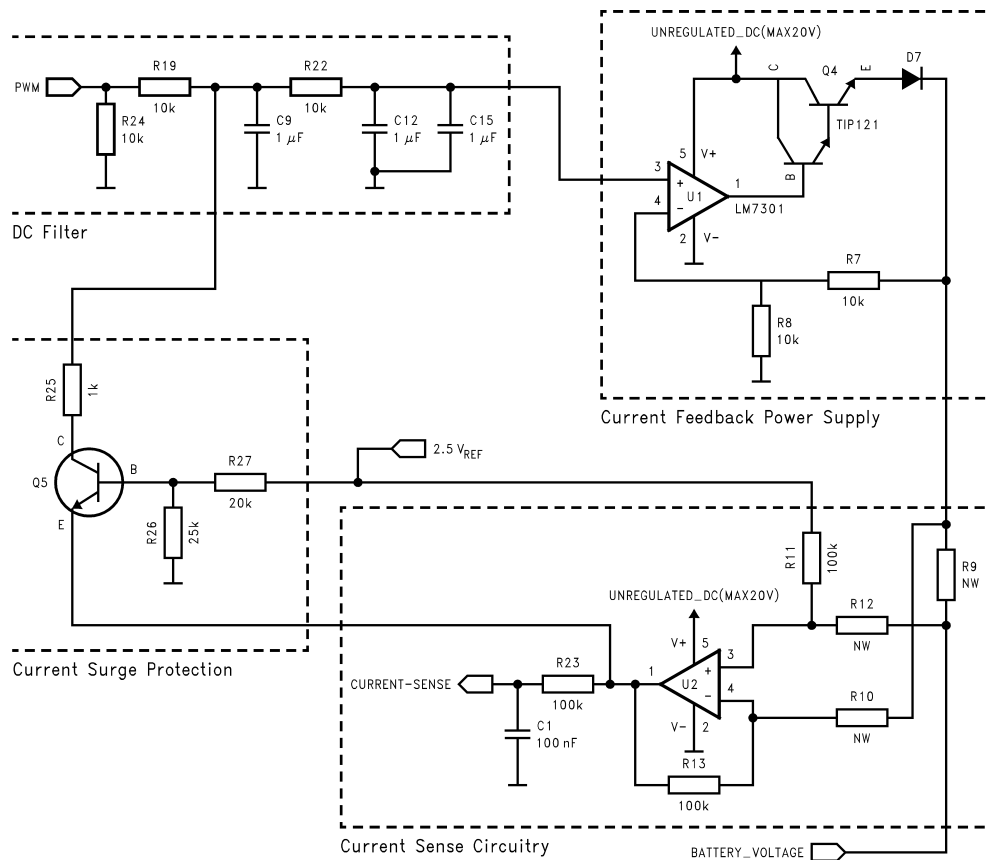 UNREGULATED_DC(MAX20V)
PWM
R19
10k
R22
10k
R24
10k
C9
1 µF
C12
1 µF
C15
1 µF
DC Filter
C
Q4
E
D7
TIP121
B
5
V+
3
+
4
−
U1
1
LM7301
2
V-
R7
10k
R8
10k
Current Feedback Power Supply
R25
1k
C
Q5
B
E
R27
20k
R26
25k
2.5 VREF
Current Surge Protection
R11
100k
R9
NW
UNREGULATED_DC(MAX20V)
R12
NW
V+
5
3
+
1
U2
4
−
V-
2
R10
NW
CURRENT-SENSE
R23
100k
C1
100 nF
R13
100k
Current Sense Circuitry
BATTERY_VOLTAGE